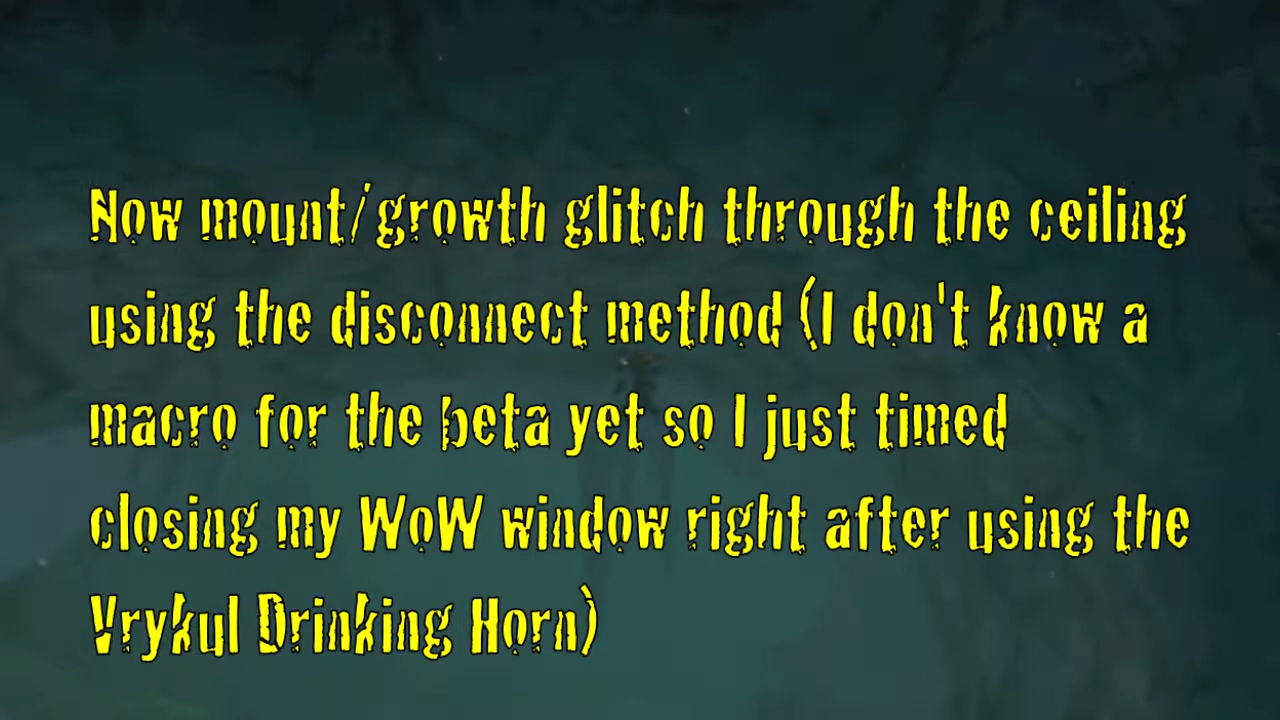 Now mount/growth glitch through the ceiling
using the disconnect method (I don't know a
macro for the beta yet so I just timed
closing my WoW window right after using the
Vrykul Drinking Horn)